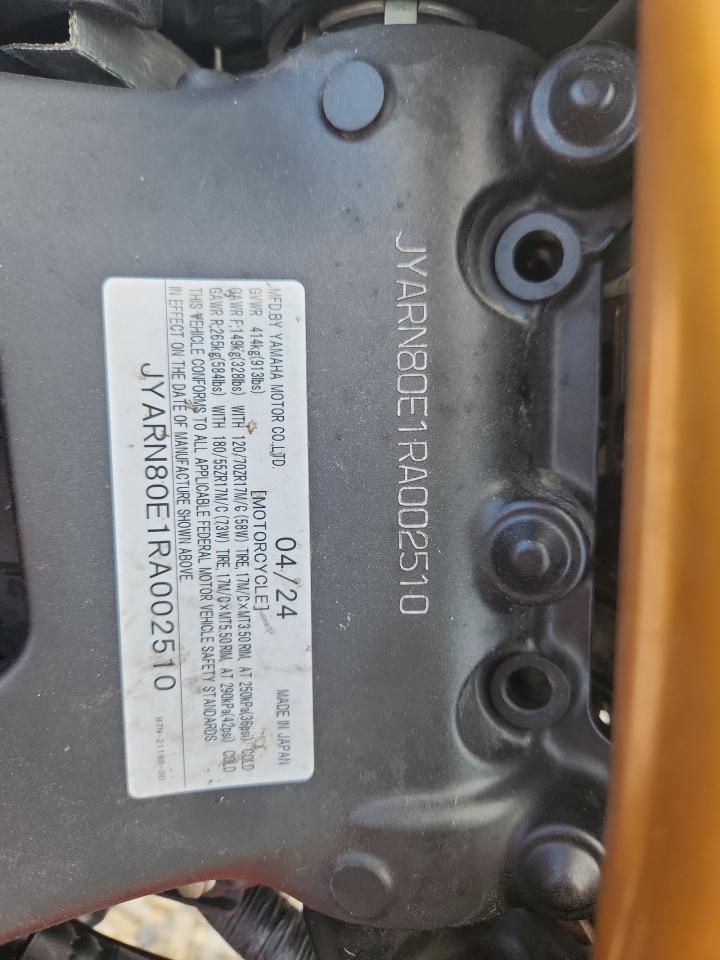 MFD.BY YAMAHA MOTOR CO.,LTD. 04/24 MADE IN JAPAN
GVWR 414kg(913lbs) [MOTORCYCLE]
GAWR F;149kg(328lbs) WITH 120/70ZR17M/C (58W) TIRE, 17M/C×MT3.50 RIM, AT 250kPa(36psi) COLD
GAWR R;265kg(584lbs) WITH 180/55ZR17M/C (73W) TIRE, 17M/C×MT5.50 RIM, AT 290kPa(42psi) COLD
THIS VEHICLE CONFORMS TO ALL APPLICABLE FEDERAL MOTOR VEHICLE SAFETY STANDARDS
IN EFFECT ON THE DATE OF MANUFACTURE SHOWN ABOVE
JYARN80E1RA002510 B7N-21186-00
JYARN80E1RA002510